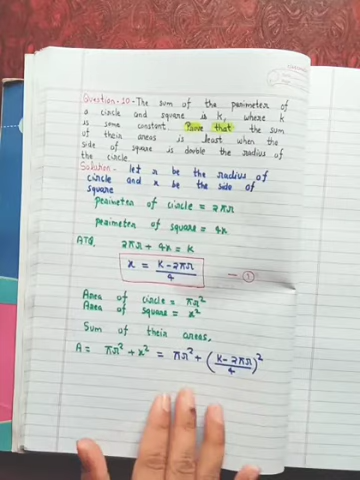 Question-10- The sum of the perimeter of
a circle and square is k, where k
is some constant. Prove that the sum
of their areas is least when the
side of square is double the radius of
the circle.
Solution- let r be the radius of
circle and x be the side of
square
perimeter of circle = 2πr
perimeter of square = 4x
ATQ, 2πr + 4x = k
x = (k-2πr)/4 — ①
Area of circle = πr²
Area of square = x²
Sum of their areas,
A = πr² + x² = πr² + ((k-2πr)/4)²